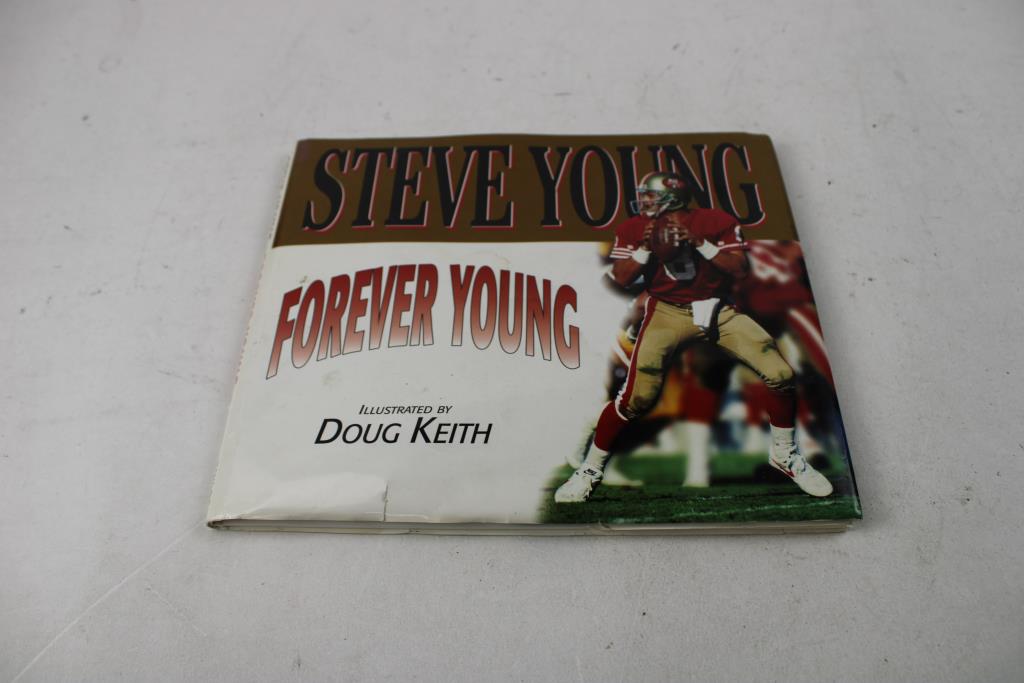 STEVE YOUNG
FOREVER YOUNG
ILLUSTRATED BY
DOUG KEITH